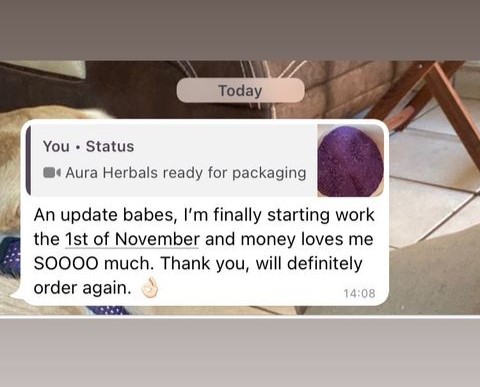 Today
You • Status
Aura Herbals ready for packaging
An update babes, I'm finally starting work
the 1st of November and money loves me
SOOOO much. Thank you, will definitely
order again. 👌🏻
14:08